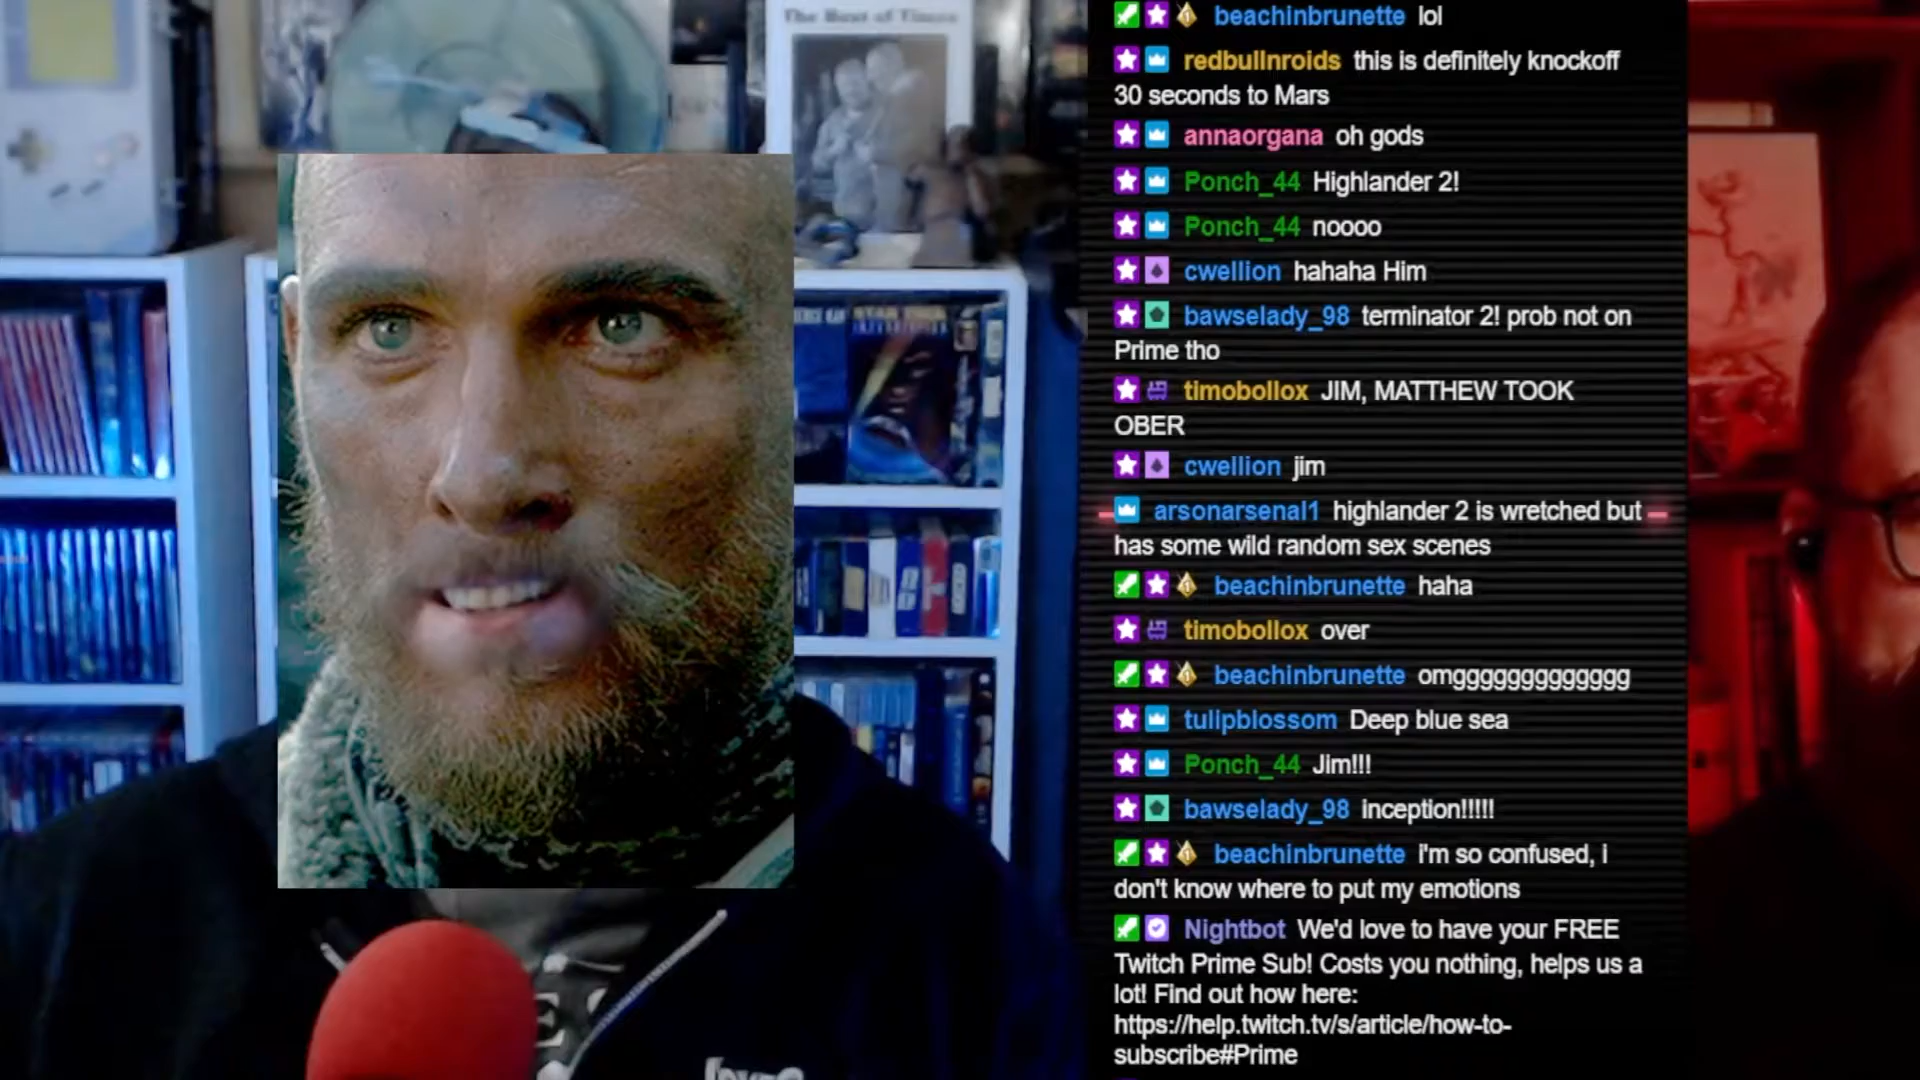 The Best of Times
beachinbrunette lol
redbullnroids this is definitely knockoff
30 seconds to Mars
annaorgana oh gods
Ponch_44 Highlander 2!
Ponch_44 noooo
cwellion hahaha Him
bawselady_98 terminator 2! prob not on
Prime tho
timobollox JIM, MATTHEW TOOK
OBER
cwellion jim
arsonarsenal1 highlander 2 is wretched but
has some wild random sex scenes
beachinbrunette haha
timobollox over
beachinbrunette omggggggggggggg
tulipblossom Deep blue sea
Ponch_44 Jim!!!
bawselady_98 inception!!!!!
beachinbrunette I'm so confused, i
don't know where to put my emotions
Nightbot We'd love to have your FREE
Twitch Prime Sub! Costs you nothing, helps us a
lot! Find out how here:
https://help.twitch.tv/s/article/how-to-
subscribe#Prime